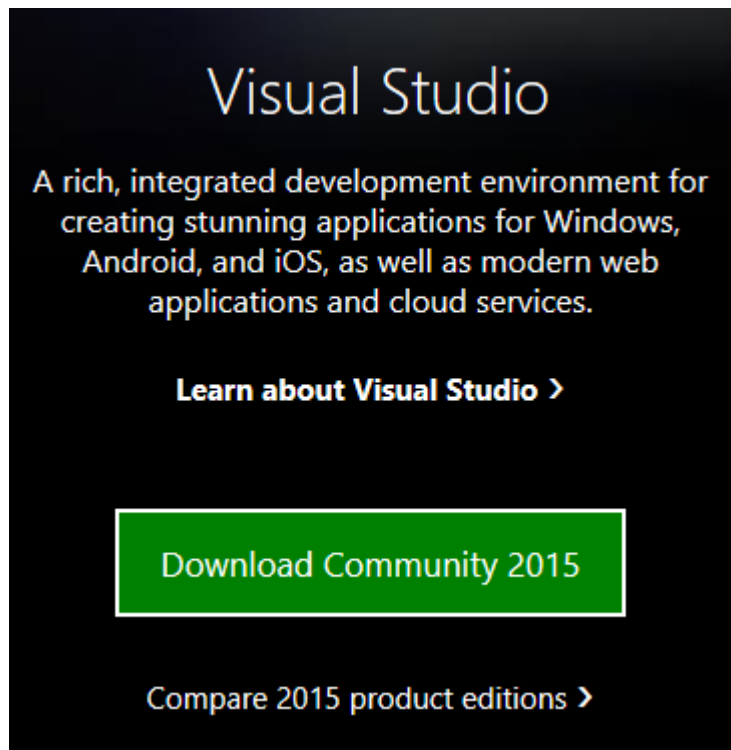 Visual Studio
A rich, integrated development environment for
creating stunning applications for Windows,
Android, and iOS, as well as modern web
applications and cloud services.
Learn about Visual Studio >
Download Community 2015
Compare 2015 product editions >